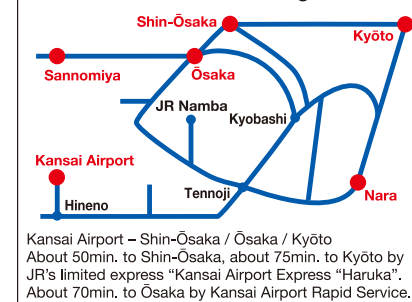 Shin-Ōsaka
Kyōto
Sannomiya
Ōsaka
JR Namba
Kyobashi
Kansai Airport
Tennoji
Nara
Hineno
Kansai Airport – Shin-Ōsaka / Ōsaka / Kyōto
About 50min. to Shin-Ōsaka, about 75min. to Kyōto by
JR's limited express “Kansai Airport Express “Haruka”.
About 70min. to Ōsaka by Kansai Airport Rapid Service.